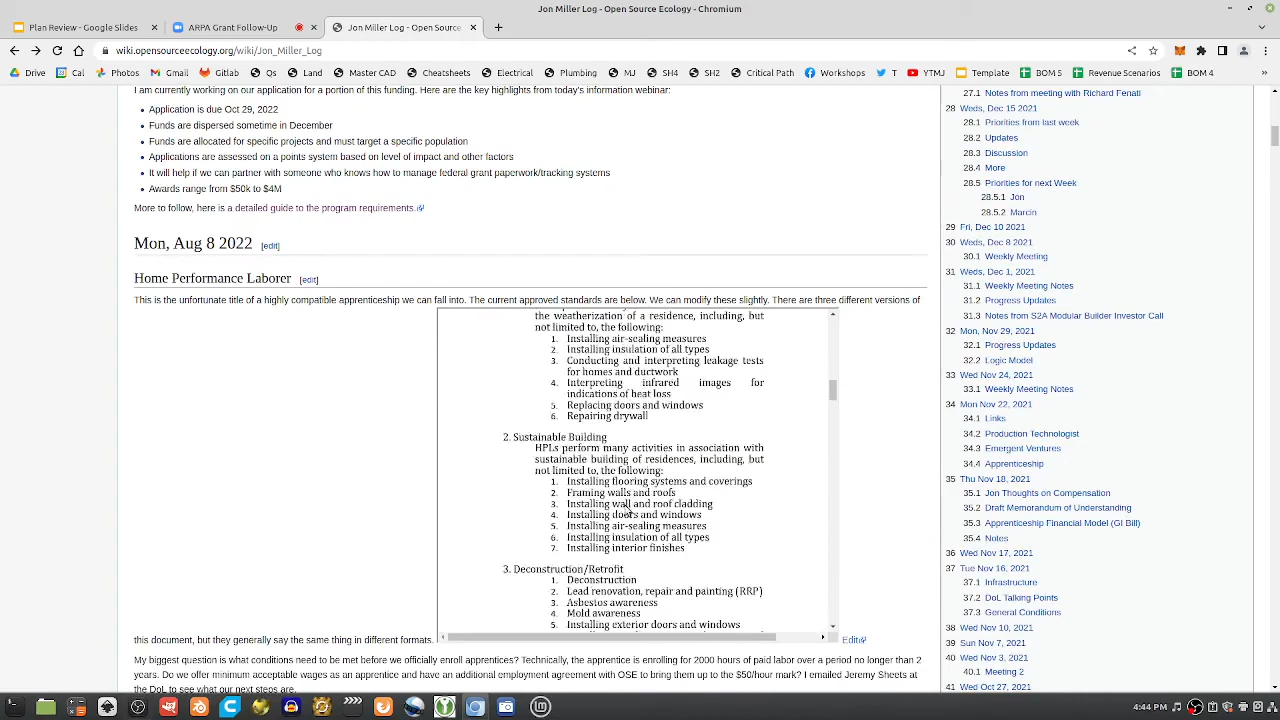 Jon Miller Log - Open Source Ecology - Chromium
Plan Review - Google Slides
ARPA Grant Follow-Up
Jon Miller Log - Open Source
wiki.opensourceecology.org/wiki/Jon_Miller_Log
Drive Cal Photos Gmail Gitlab Qs Land Master CAD Cheatsheets Electrical Plumbing MJ SH4 SH2 Critical Path Workshops T YTMJ Template BOM 5 Revenue Scenarios BOM 4 »
I am currently working on our application for a portion of this funding. Here are the key highlights from today's information webinar:
Application is due Oct 29, 2022
Funds are dispersed sometime in December
Funds are allocated for specific projects and must target a specific population
Applications are assessed on a points system based on level of impact and other factors
It will help if we can partner with someone who knows how to manage federal grant paperwork/tracking systems
Awards range from $50k to $4M
More to follow, here is a detailed guide to the program requirements.
Mon, Aug 8 2022 [edit]
Home Performance Laborer [edit]
This is the unfortunate title of a highly compatible apprenticeship we can fall into. The current approved standards are below. We can modify these slightly. There are three different versions of
the weatherization of a residence, including, but
not limited to, the following:
1. Installing air-sealing measures
2. Installing insulation of all types
3. Conducting and interpreting leakage tests
for homes and ductwork
4. Interpreting infrared images for
indications of heat loss
5. Replacing doors and windows
6. Repairing drywall
2. Sustainable Building
HPLs perform many activities in association with
sustainable building of residences, including, but
not limited to, the following:
1. Installing flooring systems and coverings
2. Framing walls and roofs
3. Installing wall and roof cladding
4. Installing doors and windows
5. Installing air-sealing measures
6. Installing insulation of all types
7. Installing interior finishes
3. Deconstruction/Retrofit
1. Deconstruction
2. Lead renovation, repair and painting (RRP)
3. Asbestos awareness
4. Mold awareness
5. Installing exterior doors and windows
this document, but they generally say the same thing in different formats. Edit
My biggest question is what conditions need to be met before we officially enroll apprentices? Technically, the apprentice is enrolling for 2000 hours of paid labor over a period no longer than 2
years. Do we offer minimum acceptable wages as an apprentice and have an additional employment agreement with OSE to bring them up to the $50/hour mark? I emailed Jeremy Sheets at
the DoL to see what our next steps are.
27.1 Notes from meeting with Richard Fenati
28 Weds, Dec 15 2021
28.1 Priorities from last week
28.2 Updates
28.3 Discussion
28.4 More
28.5 Priorities for next Week
28.5.1 Jon
28.5.2 Marcin
29 Fri, Dec 10 2021
30 Weds, Dec 8 2021
30.1 Weekly Meeting
31 Weds, Dec 1, 2021
31.1 Weekly Meeting Notes
31.2 Progress Updates
31.3 Notes from S2A Modular Builder Investor Call
32 Mon, Nov 29, 2021
32.1 Progress Updates
32.2 Logic Model
33 Wed Nov 24, 2021
33.1 Weekly Meeting Notes
34 Mon Nov 22, 2021
34.1 Links
34.2 Production Technologist
34.3 Emergent Ventures
34.4 Apprenticeship
35 Thu Nov 18, 2021
35.1 Jon Thoughts on Compensation
35.2 Draft Memorandum of Understanding
35.3 Apprenticeship Financial Model (GI Bill)
35.4 Notes
36 Wed Nov 17, 2021
37 Tue Nov 16, 2021
37.1 Infrastructure
37.2 DoL Talking Points
37.3 General Conditions
38 Wed Nov 10, 2021
39 Sun Nov 7, 2021
40 Wed Nov 3, 2021
40.1 Meeting 2
41 Wed Oct 27, 2021
4:44 PM